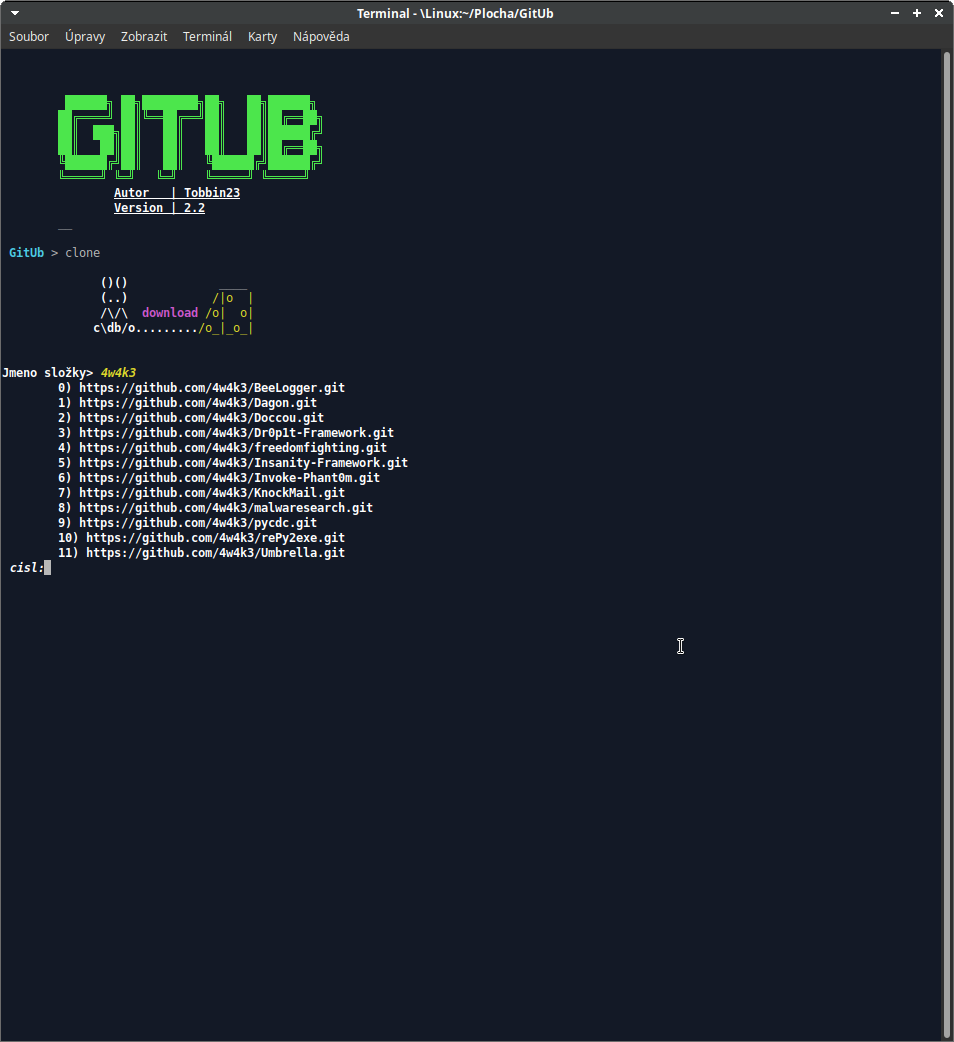 Terminal - \Linux:~/Plocha/GitUb
Soubor Úpravy Zobrazit Terminál Karty Nápověda
GITUB
Autor | Tobbin23
Version | 2.2
GitUb > clone
()() ____
(..) /|o |
/\/\ download /o| o|
c\db/o........./o_|_o_|
Jmeno složky> 4w4k3
0) https://github.com/4w4k3/BeeLogger.git
1) https://github.com/4w4k3/Dagon.git
2) https://github.com/4w4k3/Doccou.git
3) https://github.com/4w4k3/Dr0p1t-Framework.git
4) https://github.com/4w4k3/freedomfighting.git
5) https://github.com/4w4k3/Insanity-Framework.git
6) https://github.com/4w4k3/Invoke-Phant0m.git
7) https://github.com/4w4k3/KnockMail.git
8) https://github.com/4w4k3/malwaresearch.git
9) https://github.com/4w4k3/pycdc.git
10) https://github.com/4w4k3/rePy2exe.git
11) https://github.com/4w4k3/Umbrella.git
cisl: